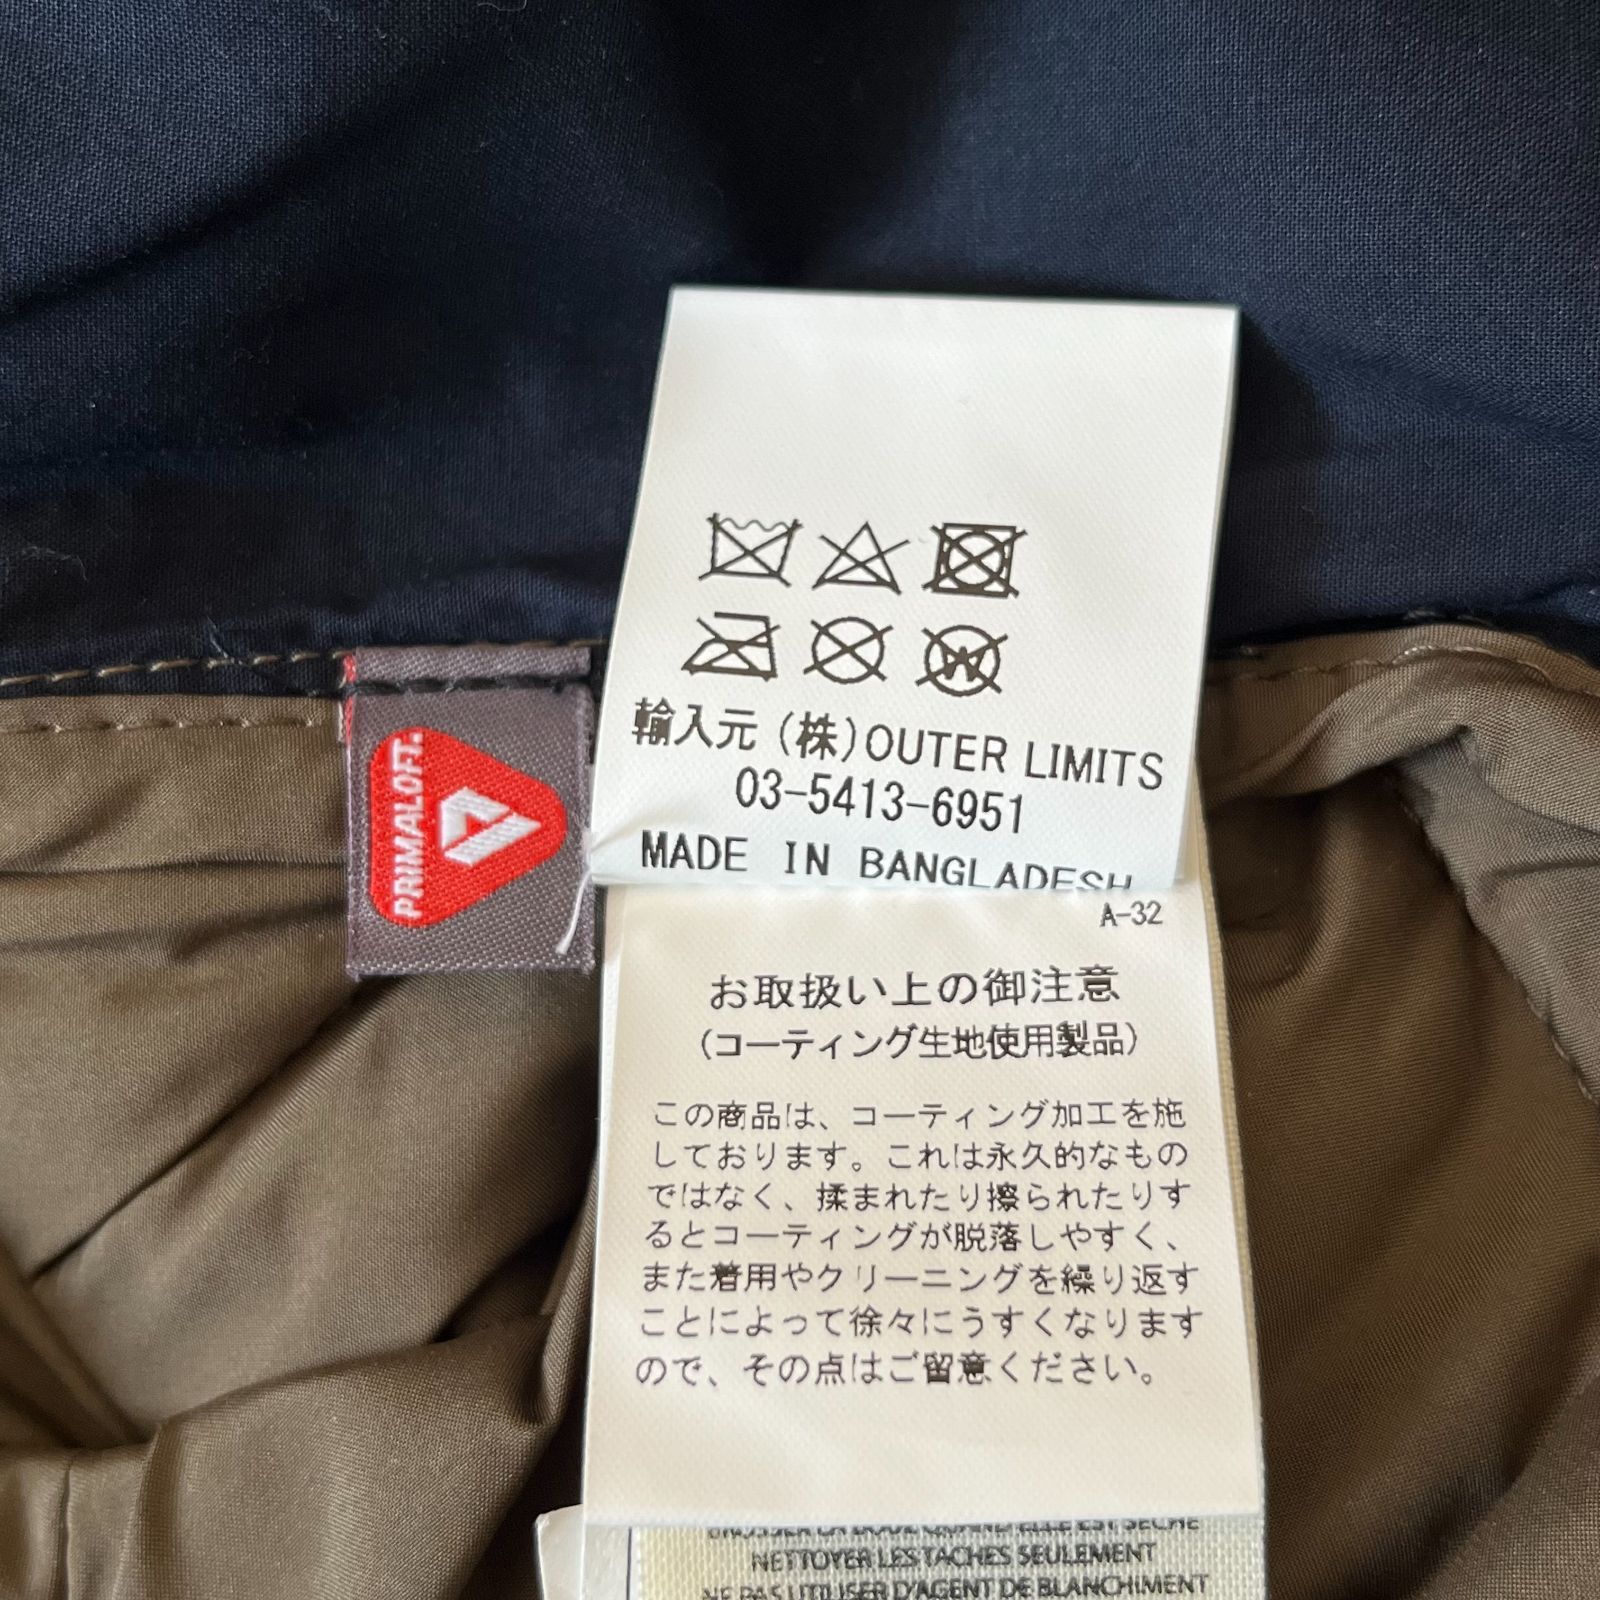 輸入元 (株)OUTER LIMITS
03-5413-6951
MADE IN BANGLADESH
PRIMALOFT.
A-32
お取扱い上の御注意
(コーティング生地使用製品)
この商品は、コーティング加工を施
しております。これは永久的なもの
ではなく、揉まれたり擦られたりす
るとコーティングが脱落しやすく、
また着用やクリーニングを繰り返す
ことによって徐々にうすくなります
ので、その点はご留意ください。
BROSSER LA BOUE QUAND ELLE EST SECHE
NETTOYER LES TACHES SEULEMENT
NE PAS UTILISER D'AGENT DE BLANCHIMENT